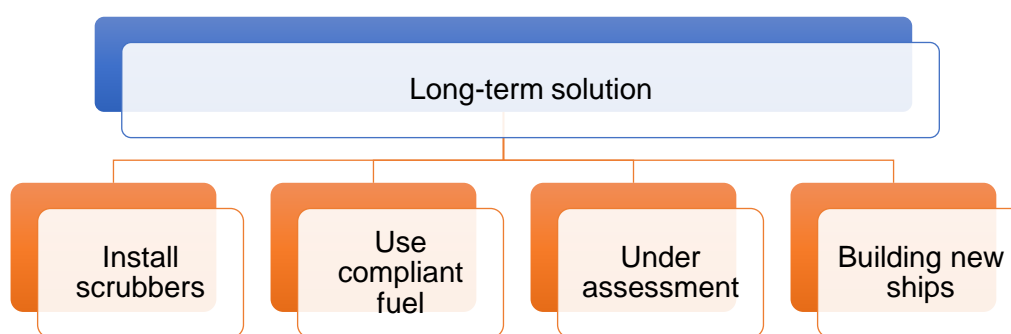 Long-term solution
Install
scrubbers
Use
compliant
fuel
Under
assessment
Building new
ships